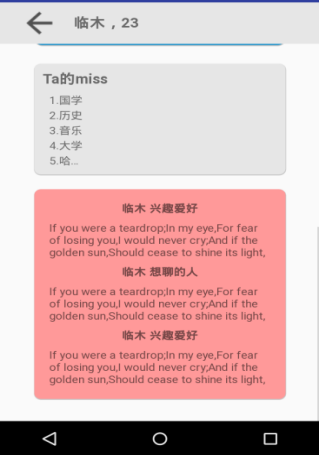 临木，23
Ta的miss
1.国学
2.历史
3.音乐
4.大学
5.哈...
临木 兴趣爱好
If you were a teardrop;In my eye,For fear
of losing you,I would never cry;And if the
golden sun,Should cease to shine its light,
临木 想聊的人
If you were a teardrop;In my eye,For fear
of losing you,I would never cry;And if the
golden sun,Should cease to shine its light,
临木 兴趣爱好
If you were a teardrop;In my eye,For fear
of losing you,I would never cry;And if the
golden sun,Should cease to shine its light,